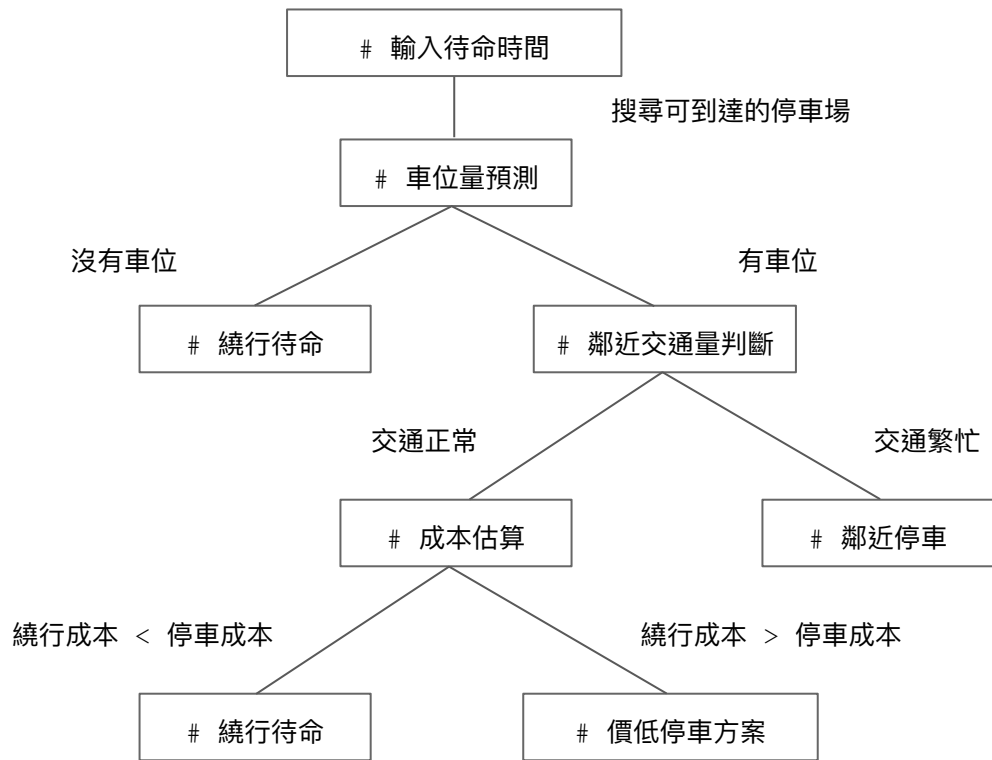 # 輸入待命時間
搜尋可到達的停車場
# 車位量預測
沒有車位
有車位
# 繞行待命
# 鄰近交通量判斷
交通正常
交通繁忙
# 成本估算
# 鄰近停車
繞行成本 < 停車成本
繞行成本 > 停車成本
# 繞行待命
# 價低停車方案